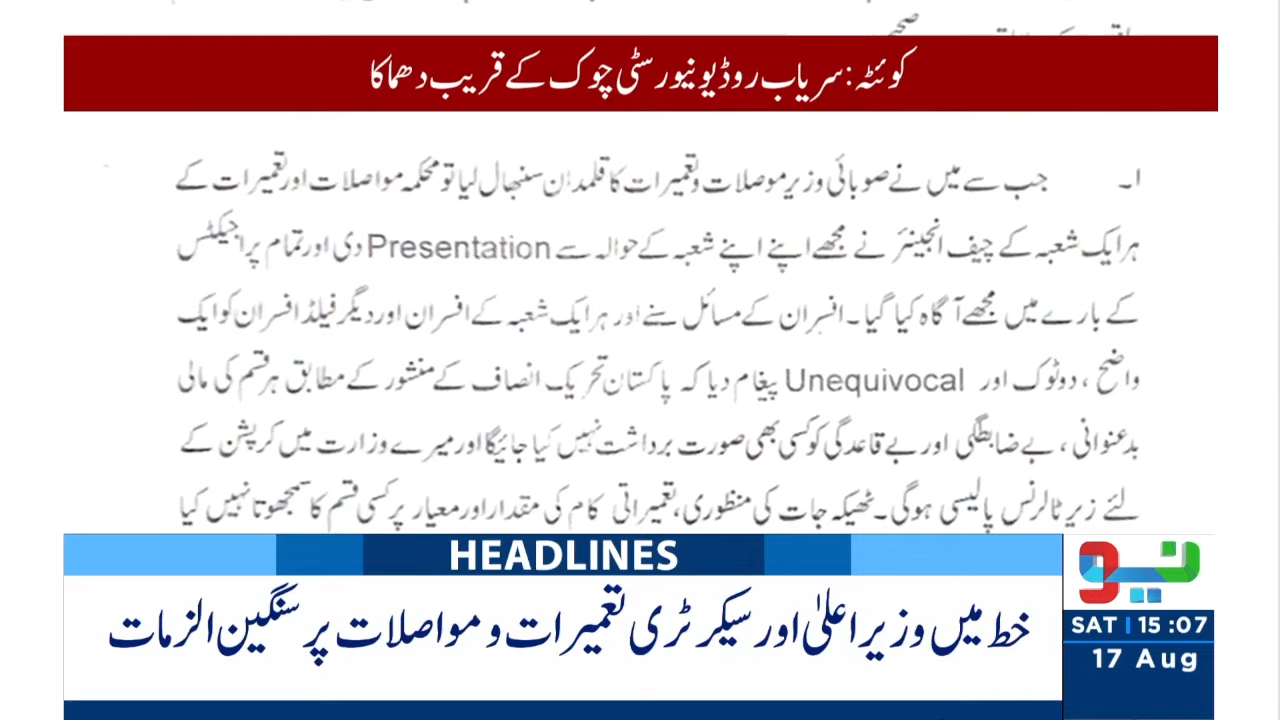 کوئٹہ: سریاب روڈ یونیورسٹی چوک کے قریب دھماکا
۱۔ جب سے میں نے صوبائی وزیر موصلات و تعمیرات کا قلمدان سنبھال لیا تو محکمہ مواصلات اور تعمیرات کے
ہر ایک شعبہ کے چیف انجینئر نے مجھے اپنے اپنے شعبہ کے حوالہ سے Presentation دی اور تمام پراجیکٹس
کے بارے میں مجھے آگاہ کیا گیا۔ افسران کے مسائل سنے اور ہر ایک شعبہ کے افسران اور دیگر فیلڈ افسران کو ایک
واضح ، دوٹوک اور Unequivocal پیغام دیا کہ پاکستان تحریک انصاف کے منشور کے مطابق ہر قسم کی مالی
بدعنوانی ، بے ضابطگی اور بے قاعدگی کو کسی بھی صورت برداشت نہیں کیا جائیگا اور میرے وزارت میں کرپشن کے
لئے زیر ٹالرنس پالیسی ہوگی۔ ٹھیکہ جات کی منظوری، تعمیراتی کام کی مقدار اور معیار پر کسی قسم کا سمجھوتا نہیں کیا
HEADLINES
خط میں وزیر اعلیٰ اور سیکرٹری تعمیرات و مواصلات پر سنگین الزمات
نیو
SAT 15:07
17 Aug